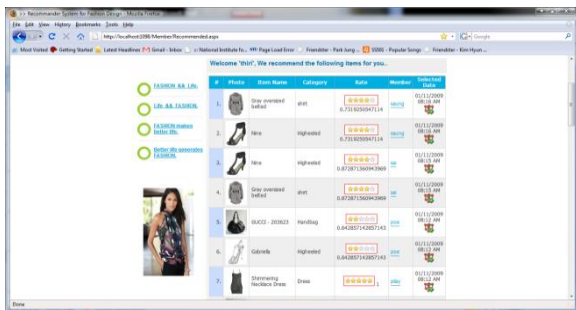 >> Recommender System for Fashion Design - Mozilla Firefox
File Edit View History Bookmarks Tools Help
http://localhost:1098/Member/Recommended.aspx
Google
Most Visited Getting Started Latest Headlines Gmail - Inbox National Institute fo... Page Load Error Friendster - Park Jung ... Popular Songs Friendster - Kim Hyun ...
Welcome 'thiri', We recommend the following items for you..
# Photo Item Name Category Rate Member Selected Date
FASHION && Life.
Life && FASHION.
FASHION makes better life.
Better life generates FASHION.
1. Gray oversized belted shirt 0.7319250547114 01/11/2009 08:16 AM
2. Nina Highheeled 0.7319250547114 01/11/2009 08:16 AM
3. Nina Highheeled 0.872871560943969 01/11/2009 08:15 AM
4. Gray oversized belted shirt 0.872871560943969 01/11/2009 08:15 AM
5. GUCCI - 203623 Handbag 0.642857142857143 01/11/2009 08:12 AM
6. Gabriella Highheeled 0.642857142857143 01/11/2009 08:12 AM
7. Shimmering Necklace Dress Dress 1 01/11/2009 08:12 AM
Done